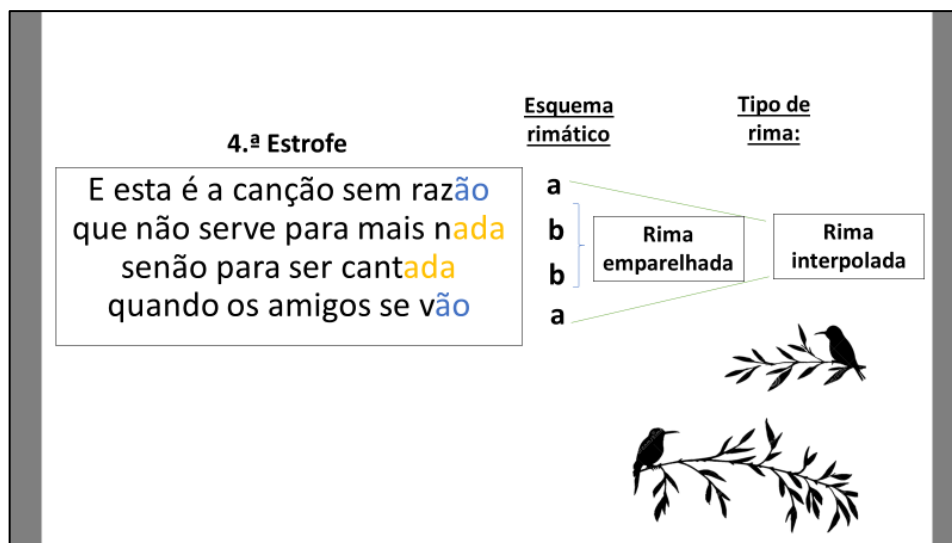 Esquema
rimático
Tipo de
rima:
4.ª Estrofe
E esta é a canção sem razão
que não serve para mais nada
senão para ser cantada
quando os amigos se vão
a
b
b
a
Rima
emparelhada
Rima
interpolada